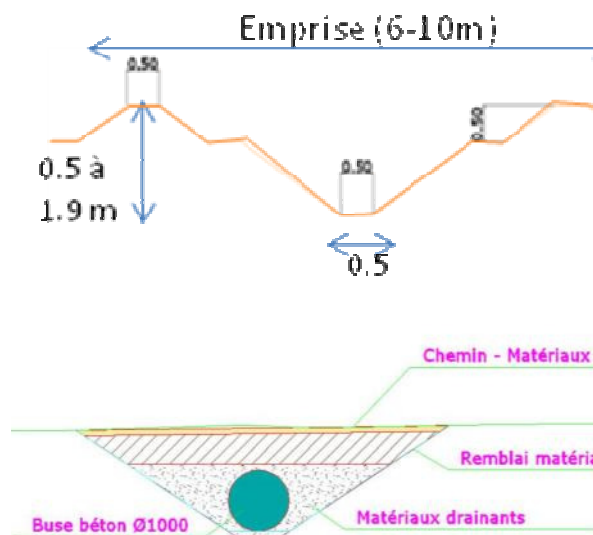 Emprise (6-10m)
0.50
0.50
0.5 à
1.9 m
0.50
0.5
Chemin - Matériaux
Remblai matéria
Buse béton Ø1000
Matériaux drainants